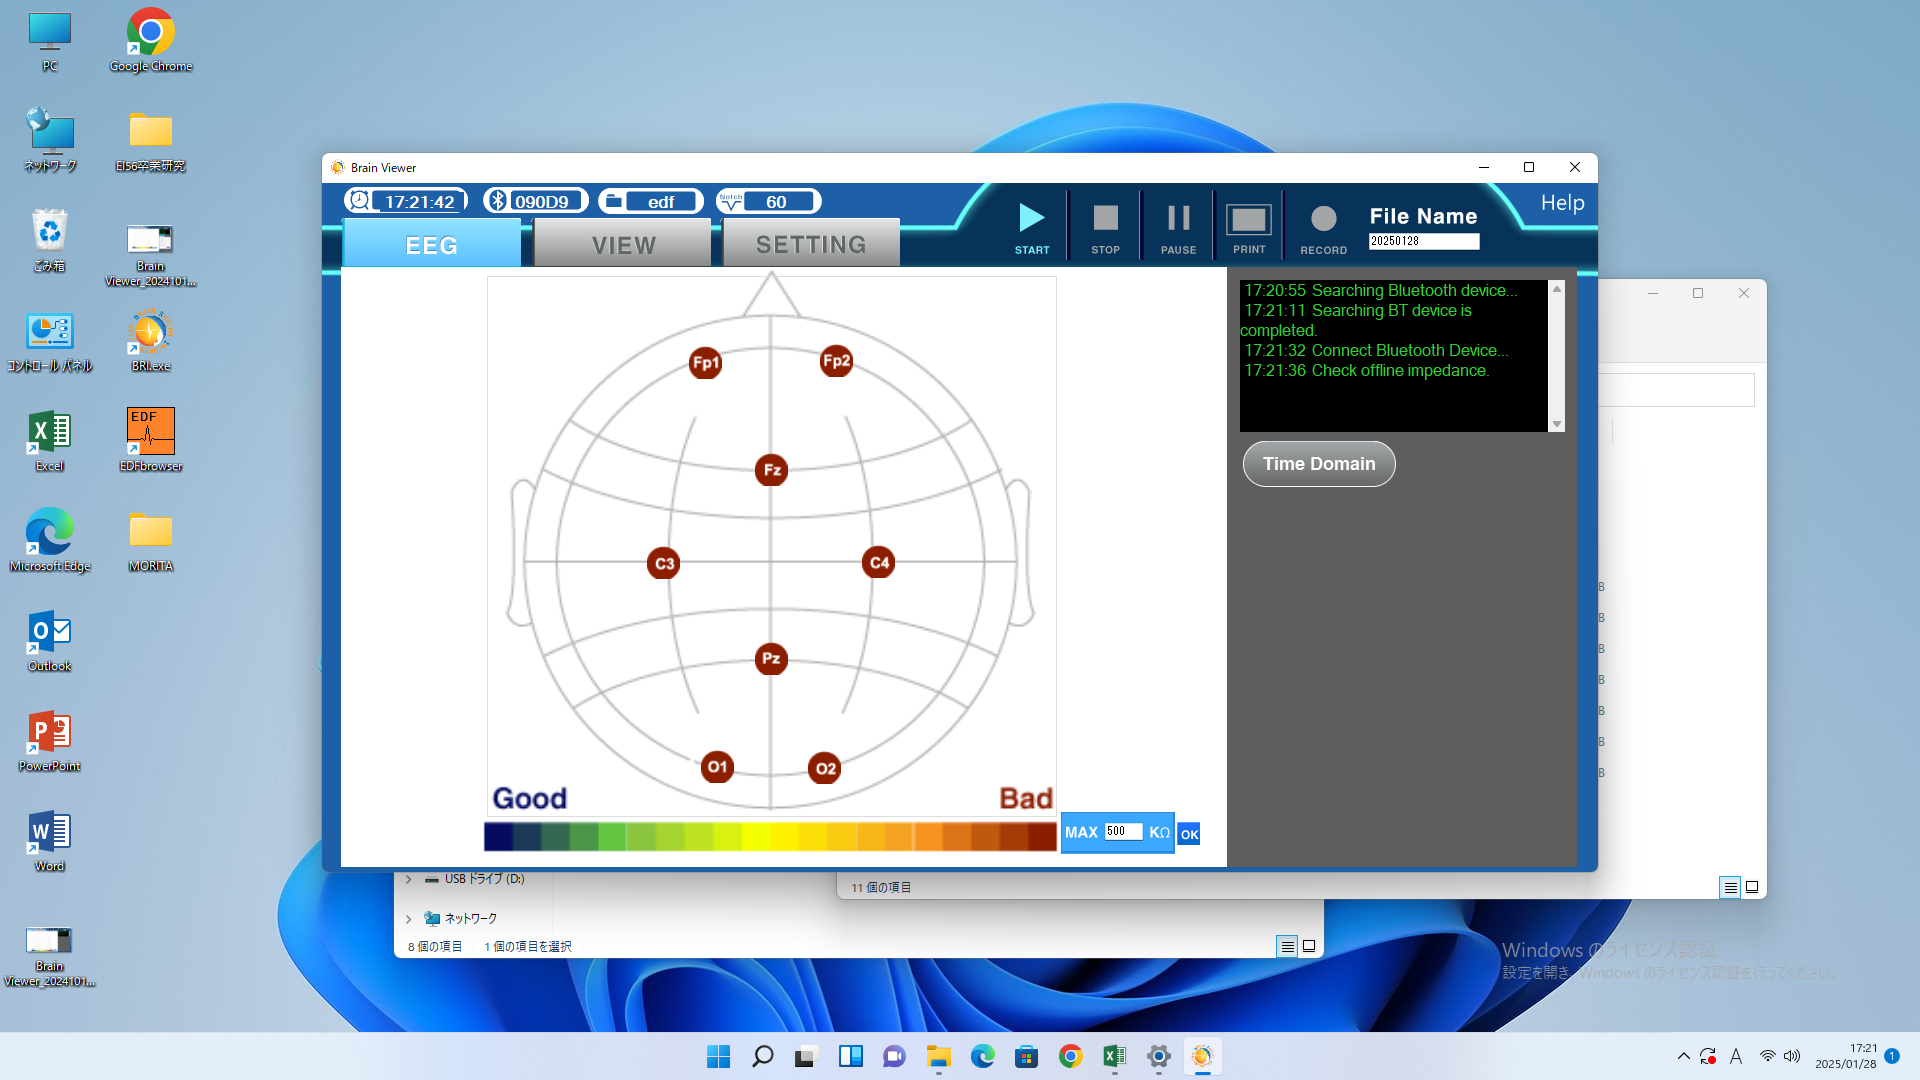 PC
Google Chrome
ネットワーク
EI56卒業研究
ごみ箱
Brain
Viewer_2024101...
コントロール パネル
BRI.exe
Excel
EDF
EDFbrowser
Microsoft Edge
MORITA
Outlook
PowerPoint
Word
Brain
Viewer_2024101...
Brain Viewer
17:21:42
090D9
edf
Notch
60
Help
EEG
VIEW
SETTING
START
STOP
PAUSE
PRINT
RECORD
File Name
20250128
Fp1
Fp2
Fz
C3
C4
Pz
O1
O2
Good
Bad
MAX 500 KΩ OK
17:20:55 Searching Bluetooth device...
17:21:11 Searching BT device is
completed.
17:21:32 Connect Bluetooth Device...
17:21:36 Check offline impedance.
Time Domain
B
B
B
B
B
B
B
USB ドライブ (D:)
ネットワーク
8 個の項目
1 個の項目を選択
11 個の項目
Windows のライセンス認証
設定を開き、Windows のライセンス認証を行ってください。
A
17:21
2025/01/28
1